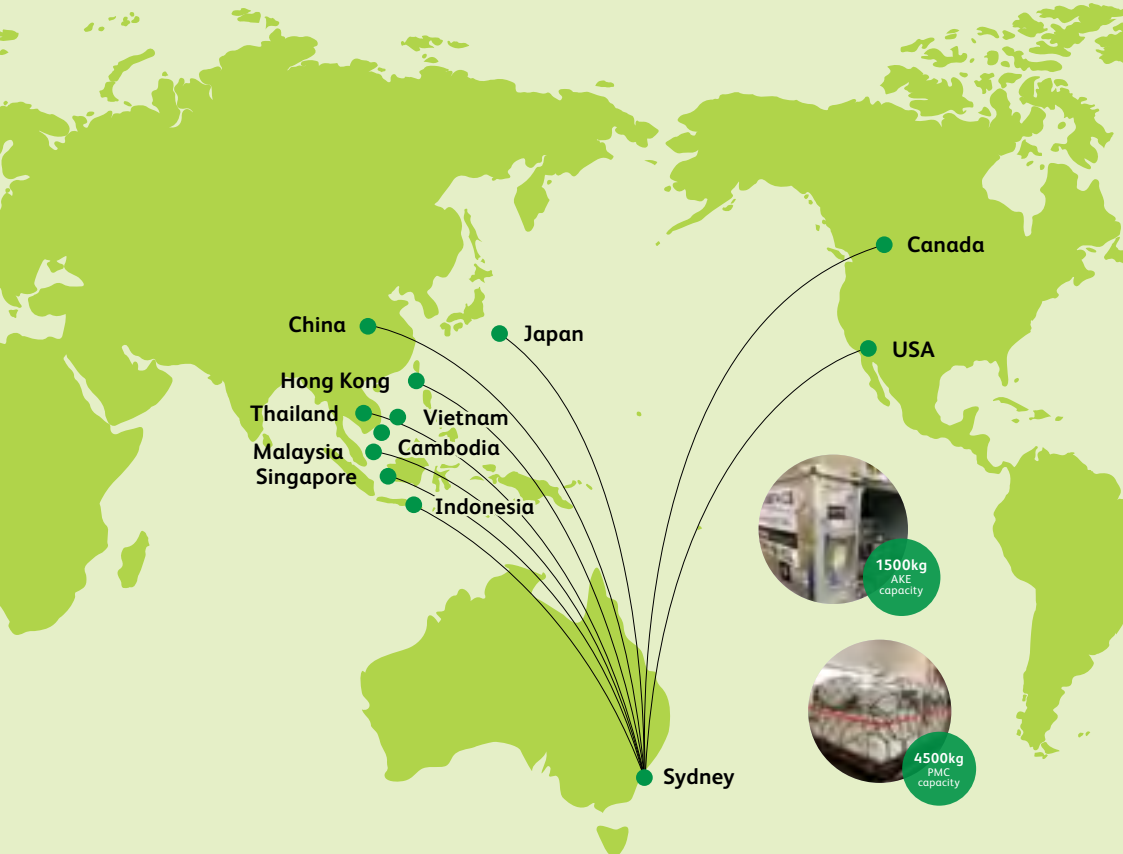 Canada
China
Japan
USA
Hong Kong
Thailand
Vietnam
Cambodia
Malaysia
Singapore
Indonesia
1500kg
AKE
capacity
4500kg
PMC
capacity
Sydney